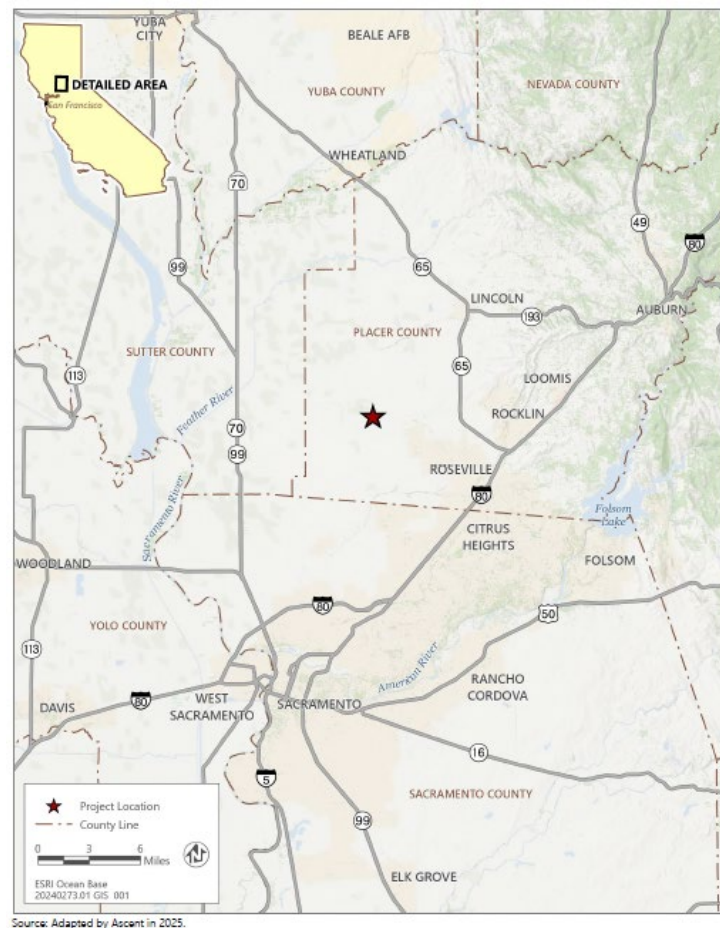 YUBA
CITY
BEALE AFB
DETAILED AREA
San Francisco
YUBA COUNTY
NEVADA COUNTY
WHEATLAND
70
49
80
99
65
LINCOLN
193
AUBURN
PLACER COUNTY
SUTTER COUNTY
65
113
LOOMIS
Feather River
ROCKLIN
70
99
ROSEVILLE
80
Sacramento River
Folsom
Lake
CITRUS
HEIGHTS
WOODLAND
FOLSOM
80
50
YOLO COUNTY
113
American River
RANCHO
CORDOVA
DAVIS
80
WEST
SACRAMENTO
SACRAMENTO
16
5
SACRAMENTO COUNTY
99
ELK GROVE
Project Location
County Line
0 3 6
Miles
ESRI Ocean Base
20240273.01 GIS 001
Source: Adapted by Ascent in 2025.